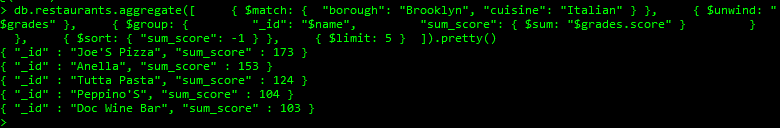 > db.restaurants.aggregate([     { $match: {  "borough": "Brooklyn", "cuisine": "Italian" } },     { $unwind: "
$grades" },     { $group: {         "_id": "$name",         "sum_score": { $sum: "$grades.score" }         }
  },     { $sort: { "sum_score": -1 } },     { $limit: 5 }  ]).pretty()
{ "_id" : "Joe'S Pizza", "sum_score" : 173 }
{ "_id" : "Anella", "sum_score" : 153 }
{ "_id" : "Tutta Pasta", "sum_score" : 124 }
{ "_id" : "Peppino'S", "sum_score" : 104 }
{ "_id" : "Doc Wine Bar", "sum_score" : 103 }
>